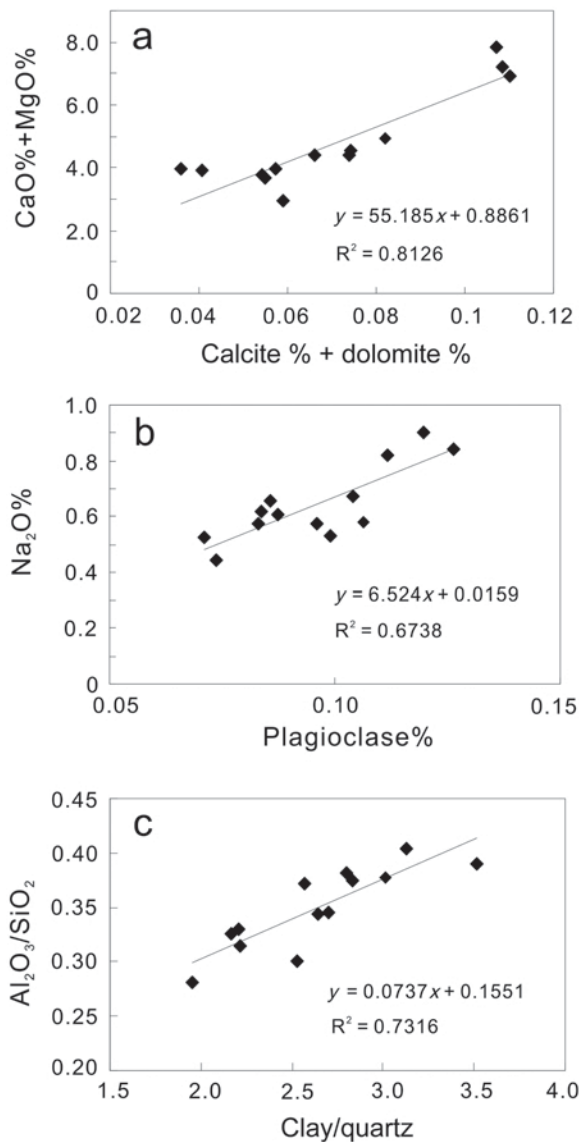 a
8.0
6.0
4.0
2.0
0
CaO%+MgO%
y = 55.185x + 0.8861
R² = 0.8126
0.02 0.04 0.06 0.08 0.1 0.12
Calcite % + dolomite %
b
1.0
0.8
0.6
0.4
0.2
0
Na₂O%
y = 6.524x + 0.0159
R² = 0.6738
0.05 0.10 0.15
Plagioclase%
c
0.45
0.40
0.35
0.30
0.25
0.20
Al₂O₃/SiO₂
y = 0.0737x + 0.1551
R² = 0.7316
1.5 2.0 2.5 3.0 3.5 4.0
Clay/quartz